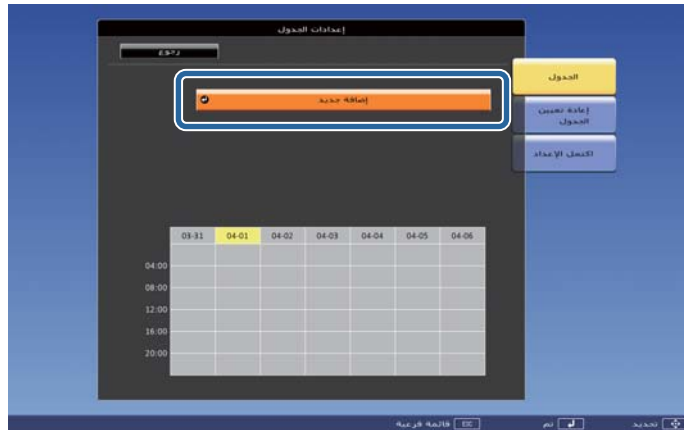 إعدادات الجدول
رجوع
الجدول
إضافة جديد
إعادة تعيين
الجدول
اكتمل الإعداد
03-31 04-01 04-02 04-03 04-04 04-05 04-06
04:00
08:00
12:00
16:00
20:00
تحديد
تم
ESC قائمة فرعية